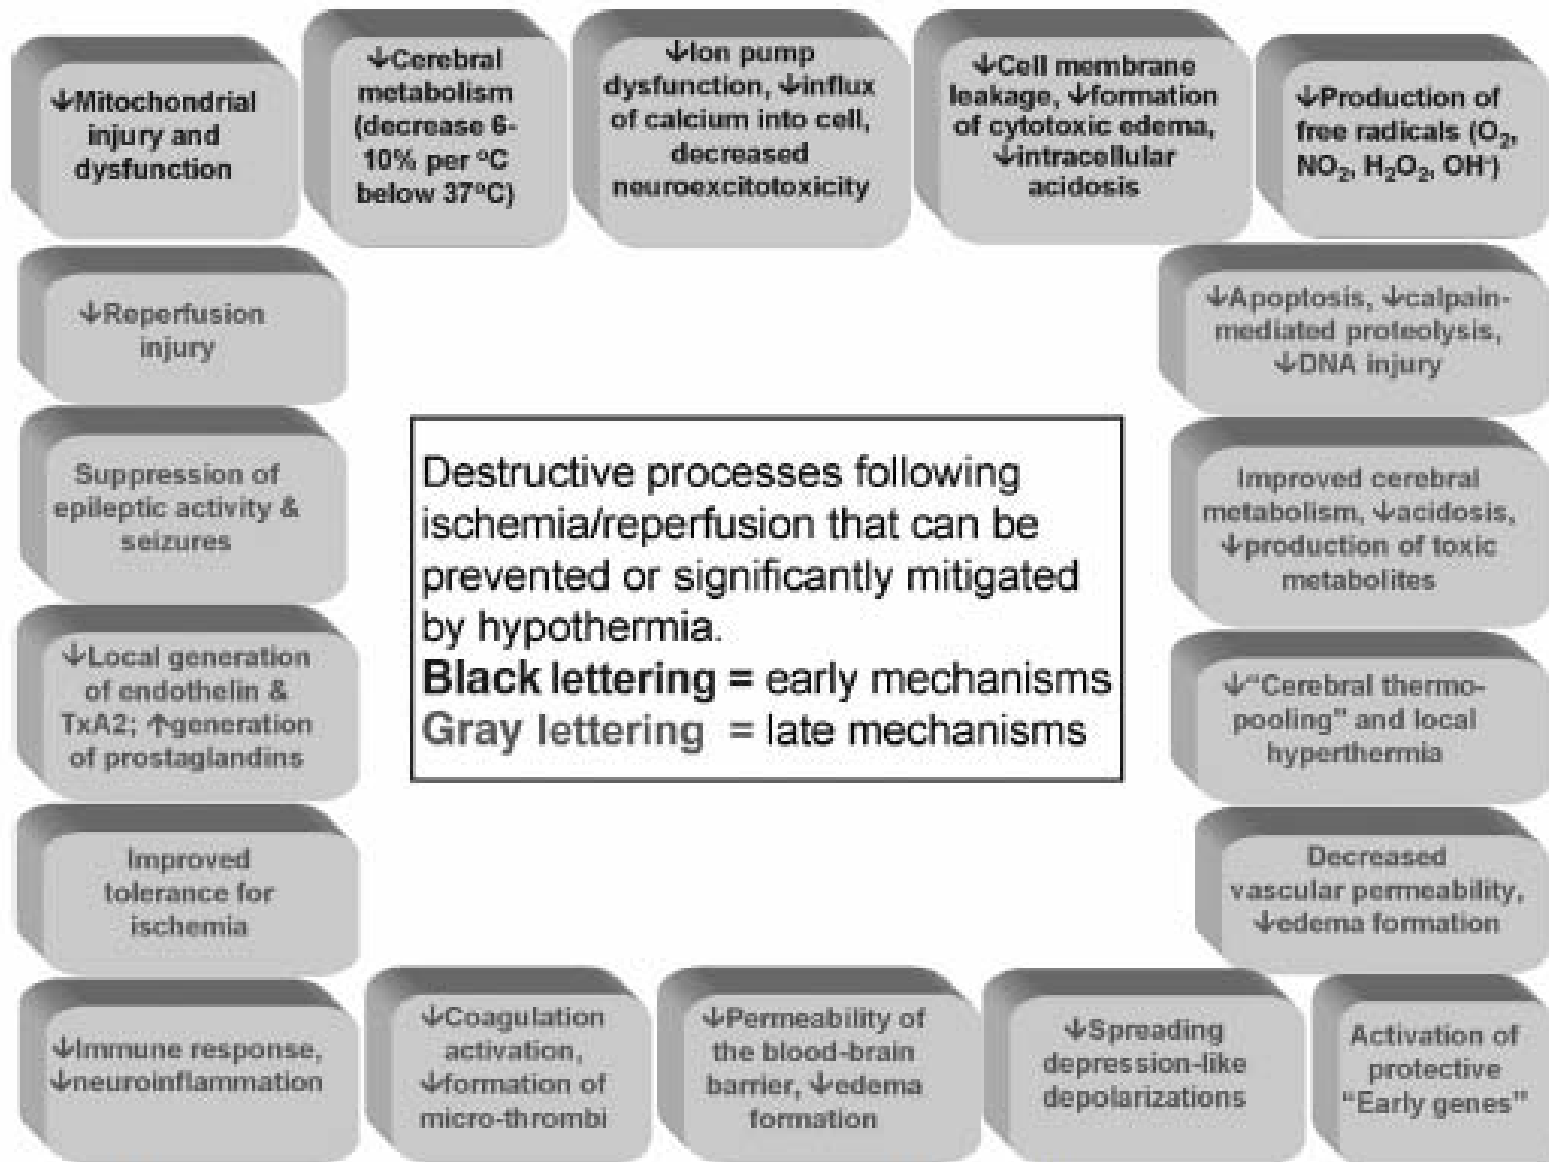 ↓Mitochondrial
injury and
dysfunction
↓Cerebral
metabolism
(decrease 6-
10% per °C
below 37°C)
↓Ion pump
dysfunction, ↓influx
of calcium into cell,
decreased
neuroexcitotoxicity
↓Cell membrane
leakage, ↓formation
of cytotoxic edema,
↓intracellular
acidosis
↓Production of
free radicals (O₂,
NO₂, H₂O₂, OH⁻)
↓Reperfusion
injury
↓Apoptosis, ↓calpain-
mediated proteolysis,
↓DNA injury
Suppression of
epileptic activity &
seizures
Destructive processes following
ischemia/reperfusion that can be
prevented or significantly mitigated
by hypothermia.
Black lettering = early mechanisms
Gray lettering = late mechanisms
Improved cerebral
metabolism, ↓acidosis,
↓production of toxic
metabolites
↓Local generation
of endothelin &
TxA2; ↑generation
of prostaglandins
↓“Cerebral thermo-
pooling” and local
hyperthermia
Improved
tolerance for
ischemia
Decreased
vascular permeability,
↓edema formation
↓Immune response,
↓neuroinflammation
↓Coagulation
activation,
↓formation of
micro-thrombi
↓Permeability of
the blood-brain
barrier, ↓edema
formation
↓Spreading
depression-like
depolarizations
Activation of
protective
“Early genes”